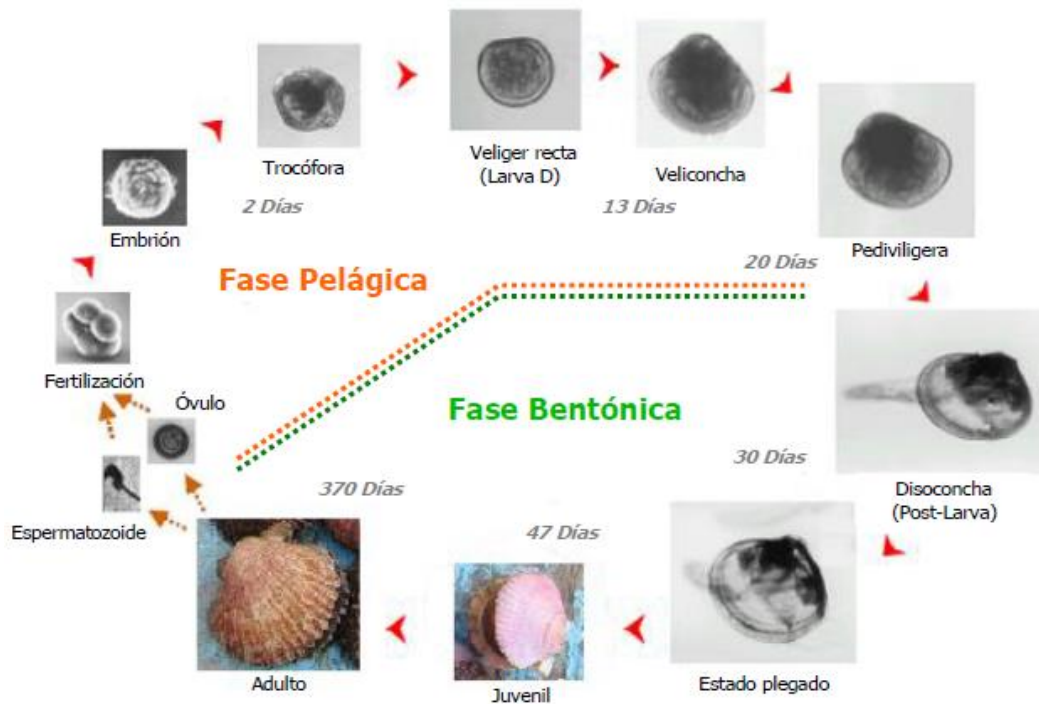 Trocófora
Veliger recta
(Larva D)
Veliconcha
Embrión
2 Días
13 Días
Pediviligera
Fase Pelágica
20 Días
Fertilización
Óvulo
Fase Bentónica
Espermatozoide
370 Días
30 Días
Disoconcha
(Post-Larva)
47 Días
Adulto
Juvenil
Estado plegado